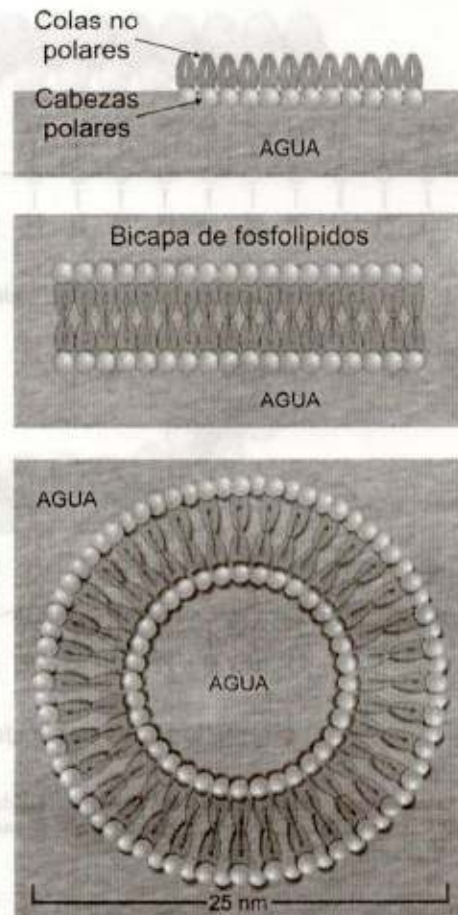 Colas no
polares
Cabezas
polares
AGUA
Bicapa de fosfolípidos
AGUA
AGUA
AGUA
25 nm